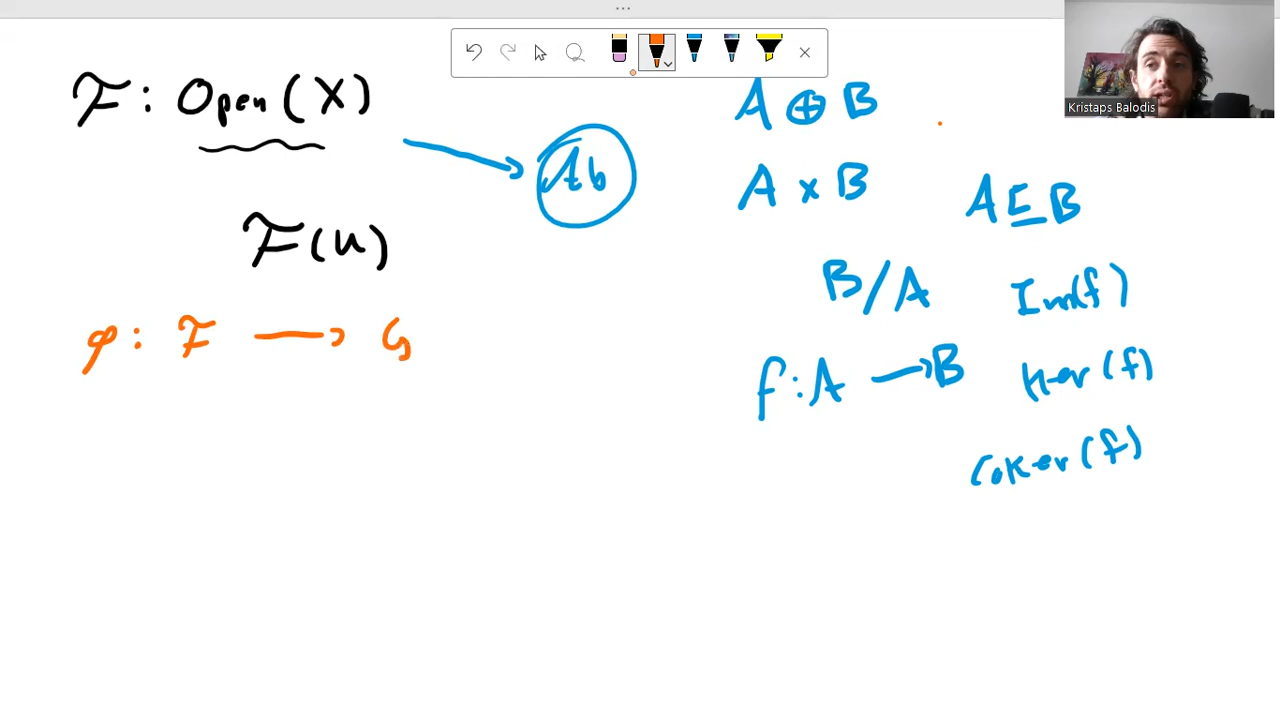 ℱ : Open(X)
⟶ Ab
ℱ(U)
φ : ℱ ⟶ G
A ⊕ B
A × B
A ⊑ B
B/A
Im(f)
f : A ⟶ B
Ker(f)
Coker(f)
Kristaps Balodis